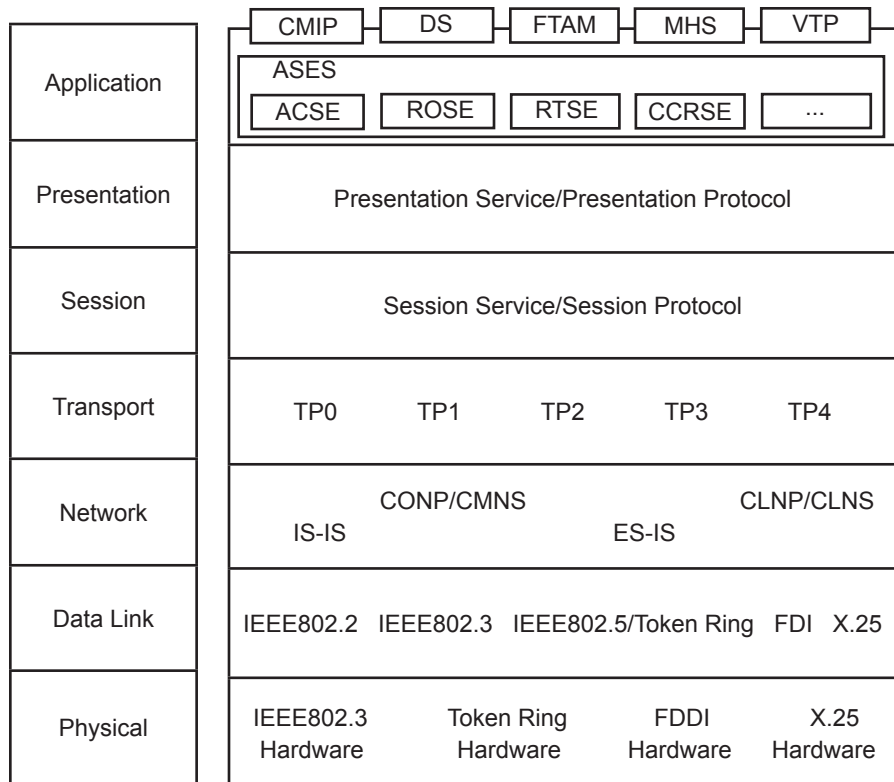 CMIP DS FTAM MHS VTP
Application
ASES
ACSE ROSE RTSE CCRSE ...
Presentation
Presentation Service/Presentation Protocol
Session
Session Service/Session Protocol
Transport
TP0 TP1 TP2 TP3 TP4
Network
CONP/CMNS CLNP/CLNS
IS-IS ES-IS
Data Link
IEEE802.2 IEEE802.3 IEEE802.5/Token Ring FDI X.25
Physical
IEEE802.3 Token Ring FDDI X.25
Hardware Hardware Hardware Hardware